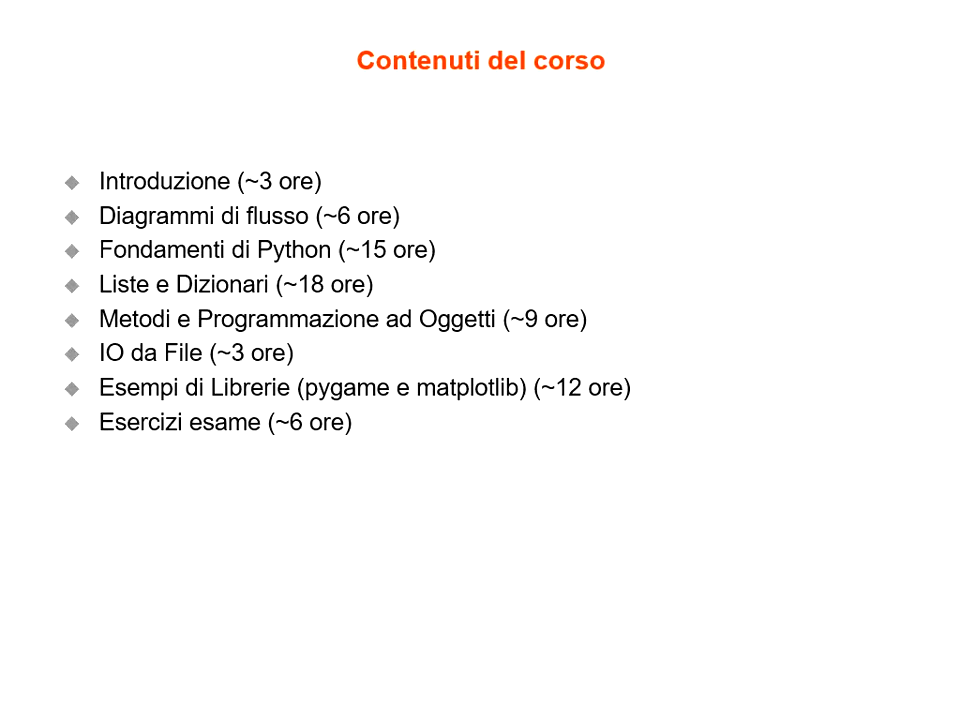 Contenuti del corso
Introduzione (~3 ore)
Diagrammi di flusso (~6 ore)
Fondamenti di Python (~15 ore)
Liste e Dizionari (~18 ore)
Metodi e Programmazione ad Oggetti (~9 ore)
IO da File (~3 ore)
Esempi di Librerie (pygame e matplotlib) (~12 ore)
Esercizi esame (~6 ore)